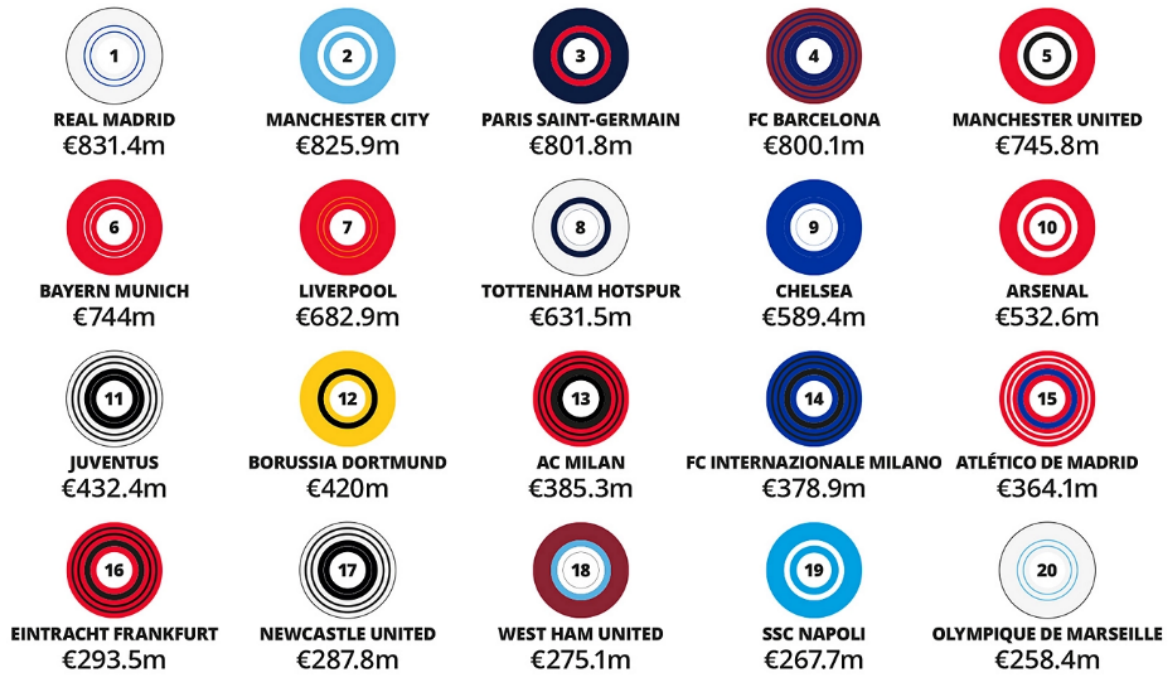 1 2 3 4 5
REAL MADRID MANCHESTER CITY PARIS SAINT-GERMAIN FC BARCELONA MANCHESTER UNITED
€831.4m €825.9m €801.8m €800.1m €745.8m
6 7 8 9 10
BAYERN MUNICH LIVERPOOL TOTTENHAM HOTSPUR CHELSEA ARSENAL
€744m €682.9m €631.5m €589.4m €532.6m
11 12 13 14 15
JUVENTUS BORUSSIA DORTMUND AC MILAN FC INTERNAZIONALE MILANO ATLÉTICO DE MADRID
€432.4m €420m €385.3m €378.9m €364.1m
16 17 18 19 20
EINTRACHT FRANKFURT NEWCASTLE UNITED WEST HAM UNITED SSC NAPOLI OLYMPIQUE DE MARSEILLE
€293.5m €287.8m €275.1m €267.7m €258.4m